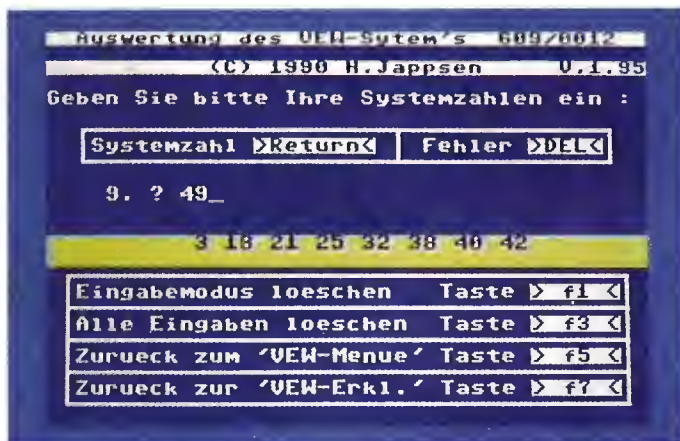 Auswertung des VEW-Sytem's 609/6012
(C) 1990 H.Jappsen V.1.95
Geben Sie bitte Ihre Systemzahlen ein :
Systemzahl >Return< Fehler >DEL<
9. ? 49_
3 18 21 25 32 38 40 42
Eingabemodus loeschen Taste > f1 <
Alle Eingaben loeschen Taste > f3 <
Zurueck zum 'VEW-Menue' Taste > f5 <
Zurueck zur 'VEW-Erkl.' Taste > f7 <